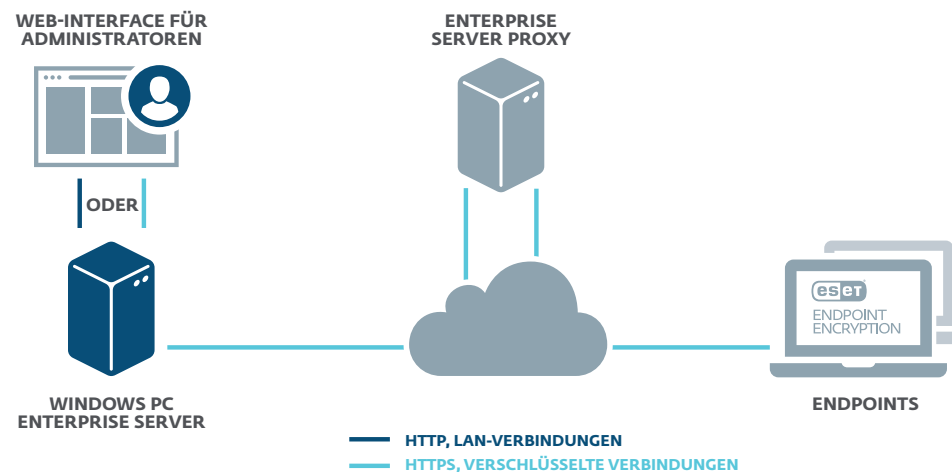 WEB-INTERFACE FÜR
ADMINISTRATOREN
ENTERPRISE
SERVER PROXY
ODER
eseT
ENDPOINT
ENCRYPTION
WINDOWS PC
ENTERPRISE SERVER
ENDPOINTS
HTTP, LAN-VERBINDUNGEN
HTTPS, VERSCHLÜSSELTE VERBINDUNGEN